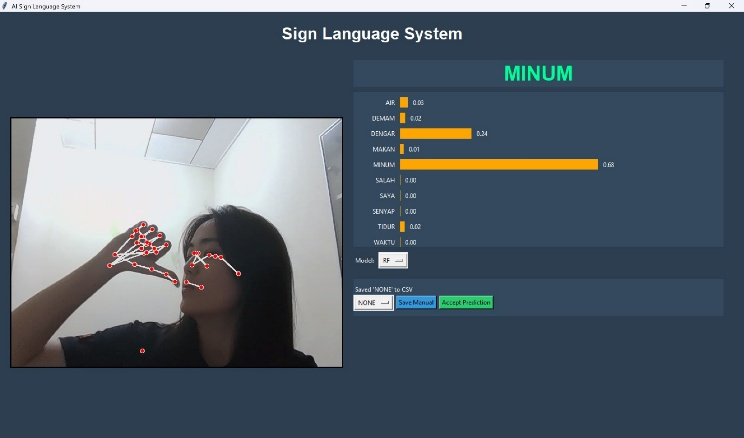 AI Sign Language System
Sign Language System
MINUM
AIR 0.03
DEMAM 0.02
DENGAR 0.24
MAKAN 0.01
MINUM 0.68
SALAH 0.00
SAYA 0.00
SENYAP 0.00
TIDUR 0.02
WAKTU 0.00
Model: RF
Saved 'NONE' to CSV
NONE Save Manual Accept Prediction